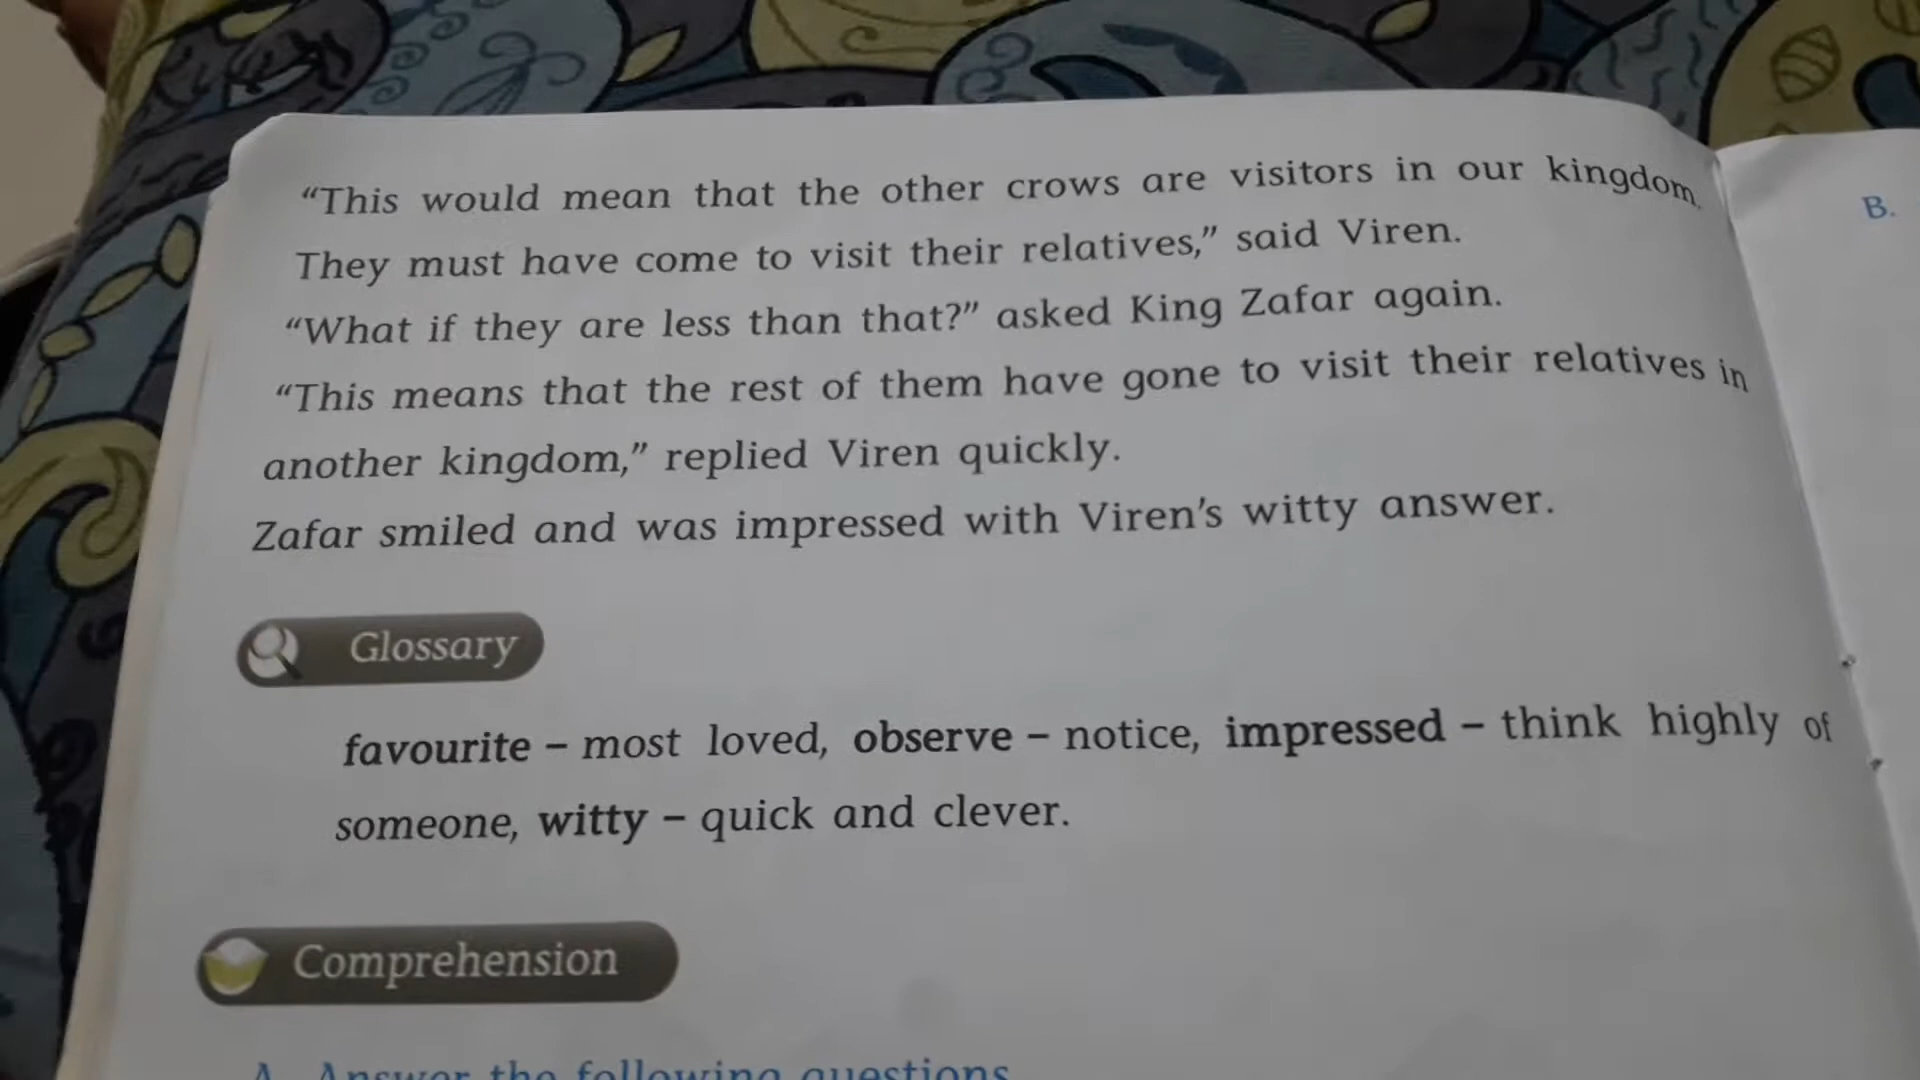 “This would mean that the other crows are visitors in our kingdom.
They must have come to visit their relatives,” said Viren.
“What if they are less than that?” asked King Zafar again.
“This means that the rest of them have gone to visit their relatives in
another kingdom,” replied Viren quickly.
Zafar smiled and was impressed with Viren’s witty answer.
Glossary
favourite – most loved, observe – notice, impressed – think highly of
someone, witty – quick and clever.
Comprehension
A. Answer the following questions
B.